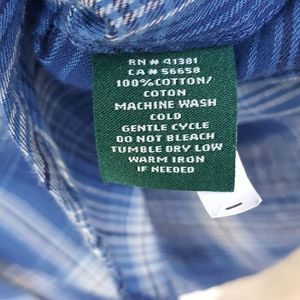 RN# 41381
CA# 56658
100%COTTON/
COTON
MACHINE WASH
COLD
GENTLE CYCLE
DO NOT BLEACH
TUMBLE DRY LOW
WARM IRON
IF NEEDED